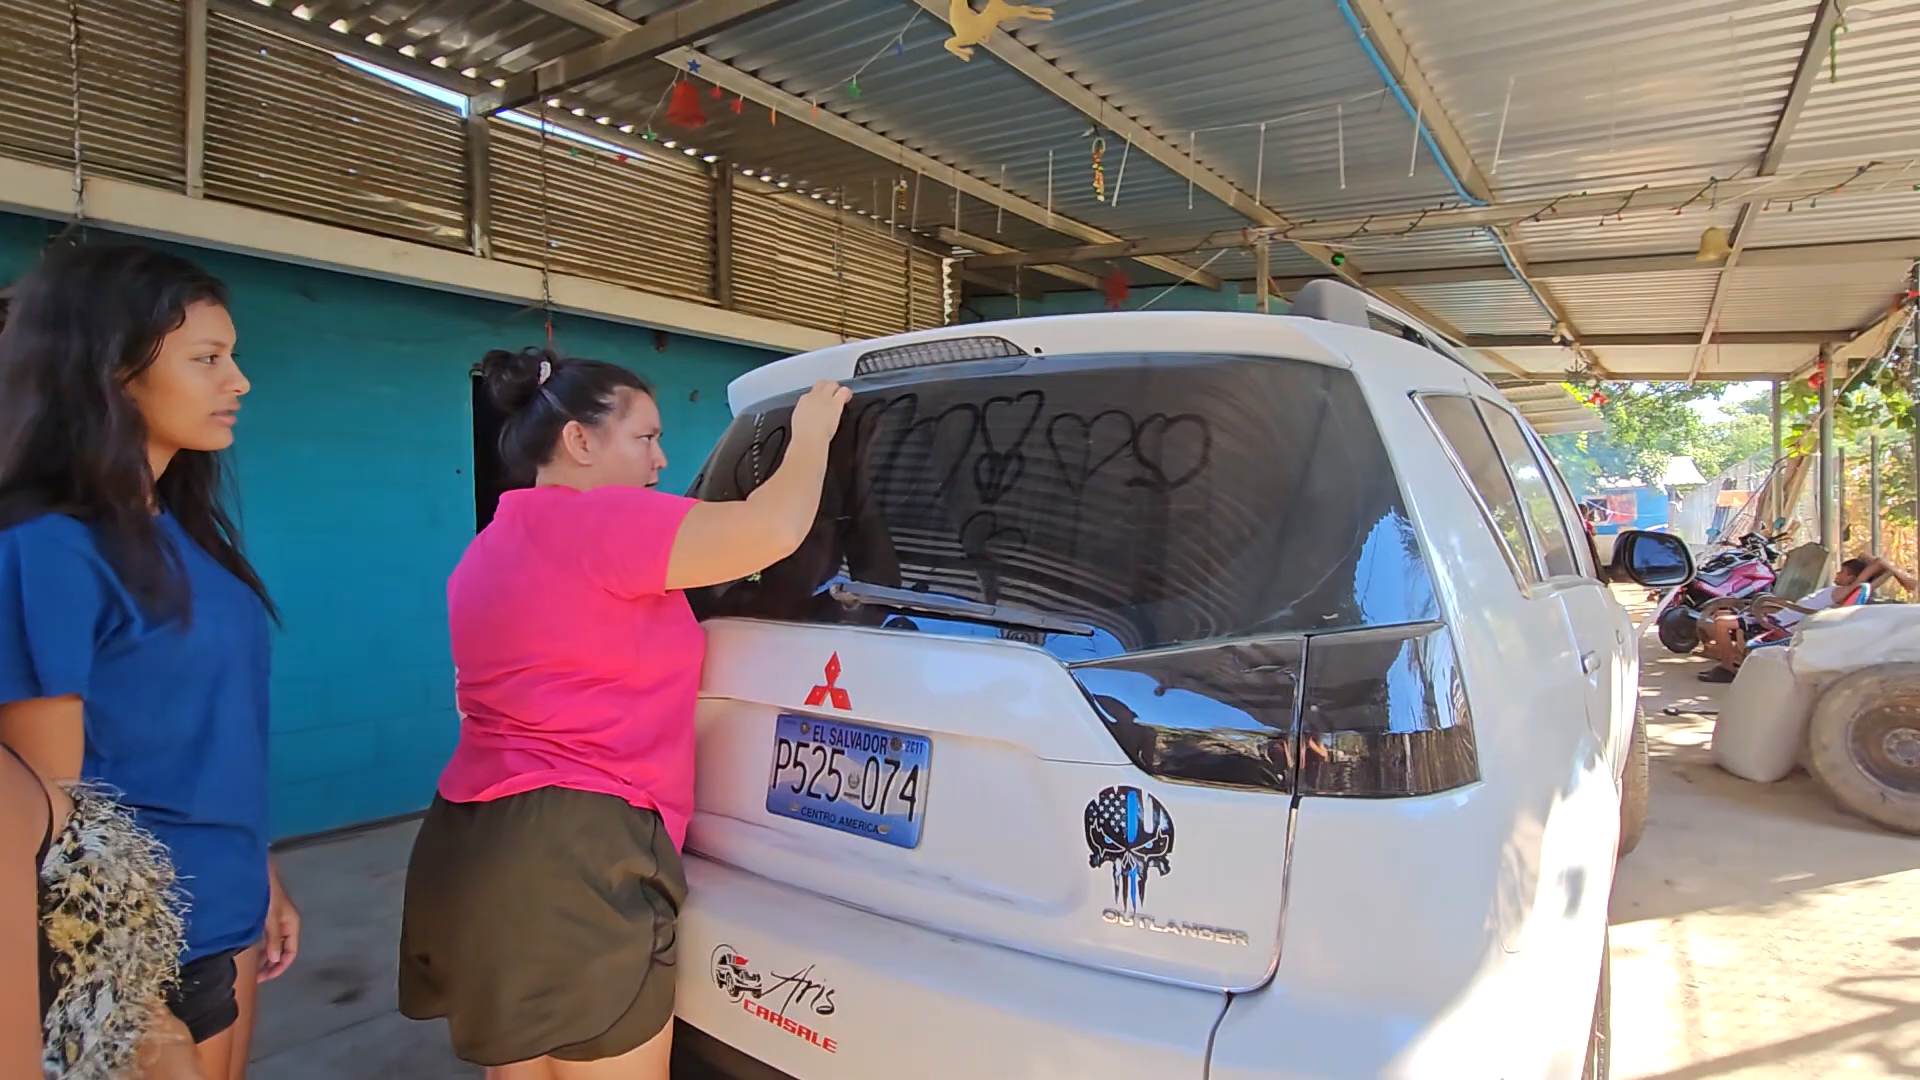 EL SALVADOR 2011
P525-074
CENTRO AMERICA
OUTLANDER
Aris
CARSALE